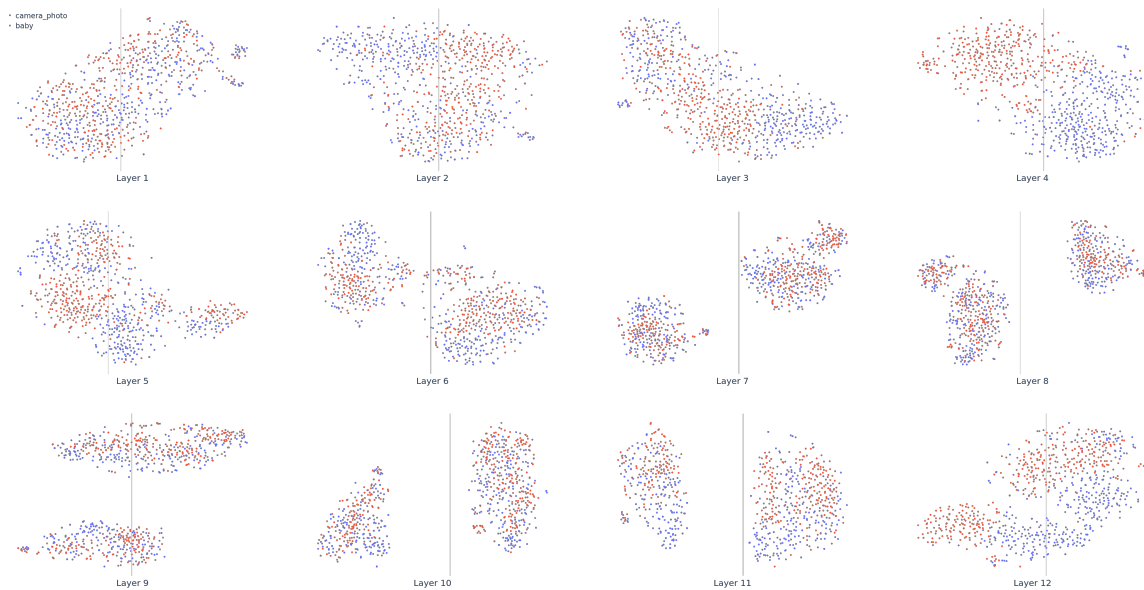 camera_photo
baby
Layer 1
Layer 2
Layer 3
Layer 4
Layer 5
Layer 6
Layer 7
Layer 8
Layer 9
Layer 10
Layer 11
Layer 12